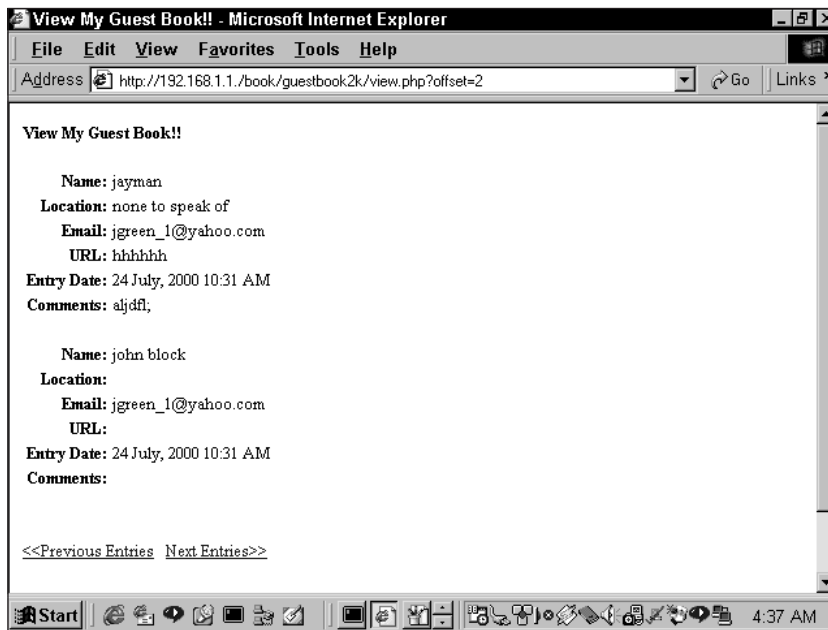 View My Guest Book!! - Microsoft Internet Explorer
File Edit View Favorites Tools Help
Address http://192.168.1.1./book/guestbook2k/view.php?offset=2 Go Links
View My Guest Book!!
Name: jayman
Location: none to speak of
Email: jgreen_1@yahoo.com
URL: hhhhhh
Entry Date: 24 July, 2000 10:31 AM
Comments: aljdfl;
Name: john block
Location:
Email: jgreen_1@yahoo.com
URL:
Entry Date: 24 July, 2000 10:31 AM
Comments:
<<Previous Entries Next Entries>>
Start 4:37 AM